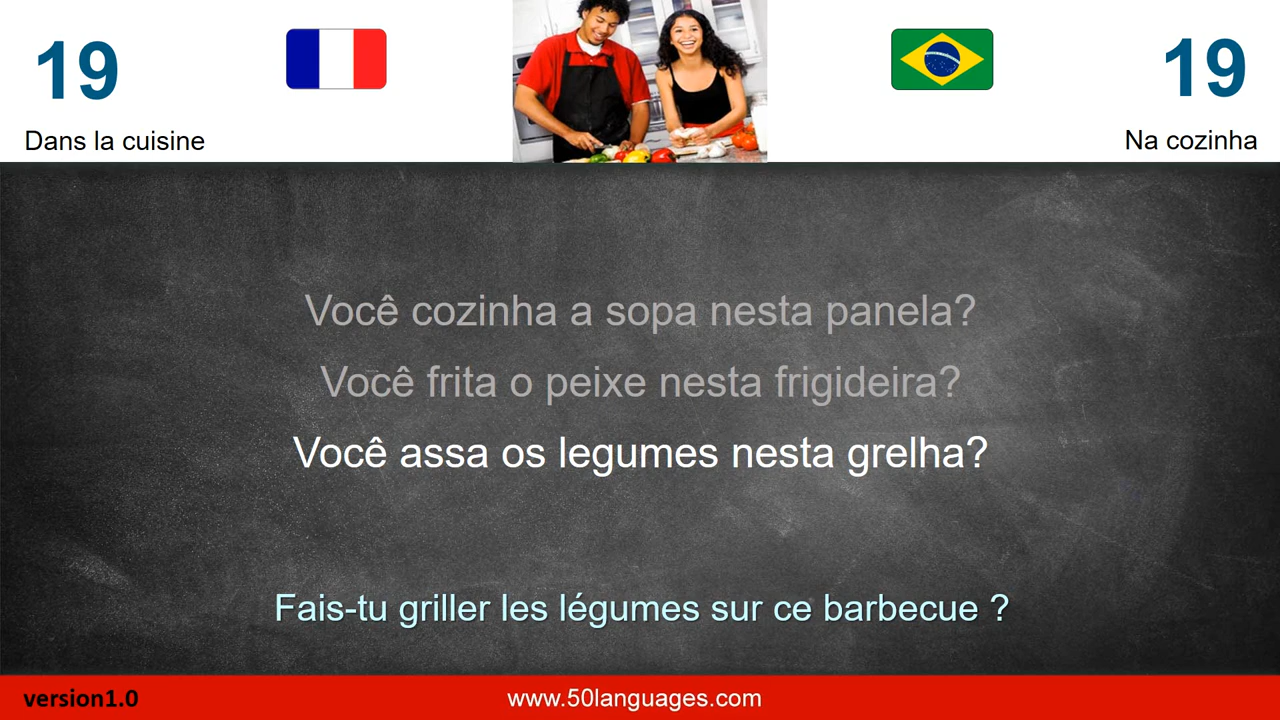 19
19
Dans la cuisine
Na cozinha
Você cozinha a sopa nesta panela?
Você frita o peixe nesta frigideira?
Você assa os legumes nesta grelha?
Fais-tu griller les légumes sur ce barbecue ?
version1.0
www.50languages.com